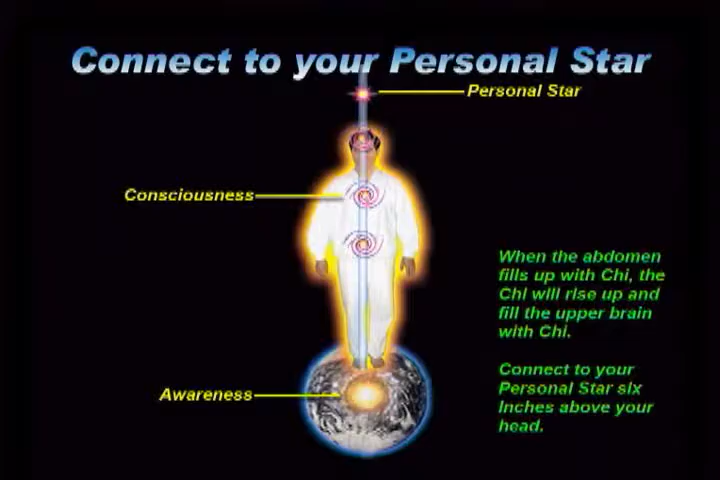 Connect to your Personal Star
Personal Star
Consciousness
When the abdomen
fills up with Chi, the
Chi will rise up and
fill the upper brain
with Chi.
Connect to your
Personal Star six
Inches above your
head.
Awareness